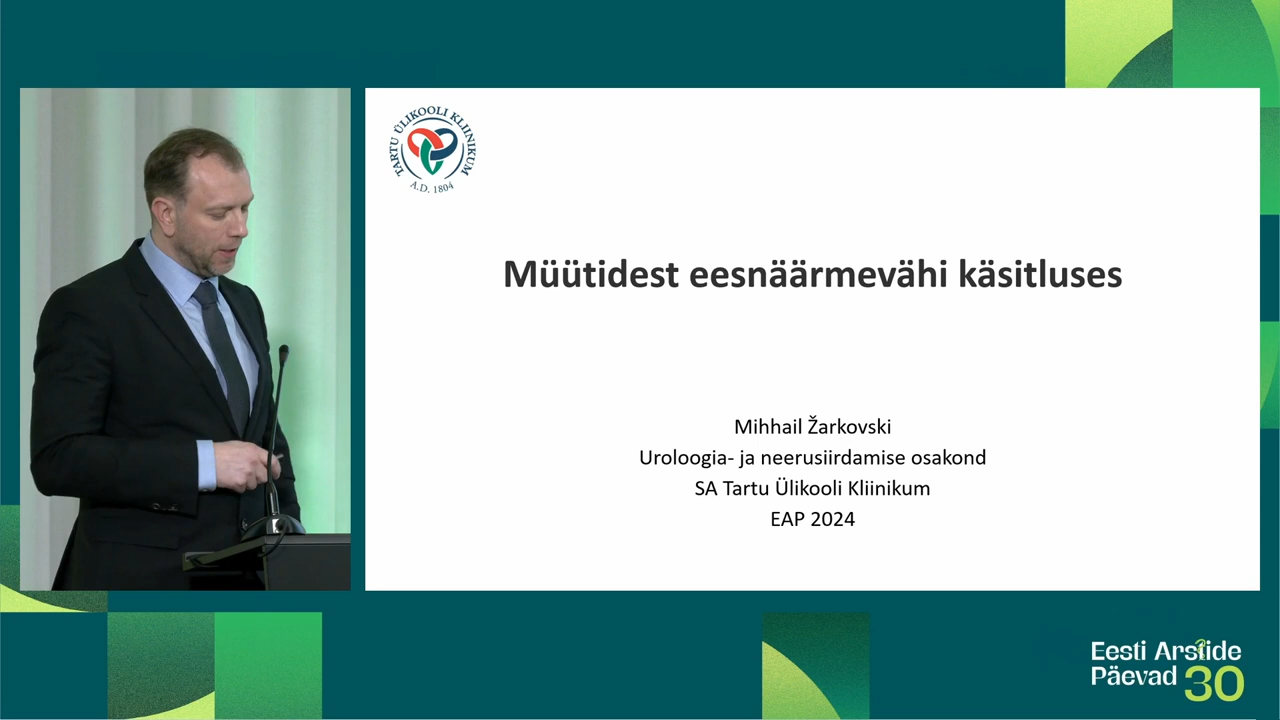 TARTU ÜLIKOOLI KLIINIKUM
A.D. 1804
Müütidest eesnäärmevähi käsitluses
Mihhail Žarkovski
Uroloogia- ja neerusiirdamise osakond
SA Tartu Ülikooli Kliinikum
EAP 2024
Eesti Arstide
Päevad 30